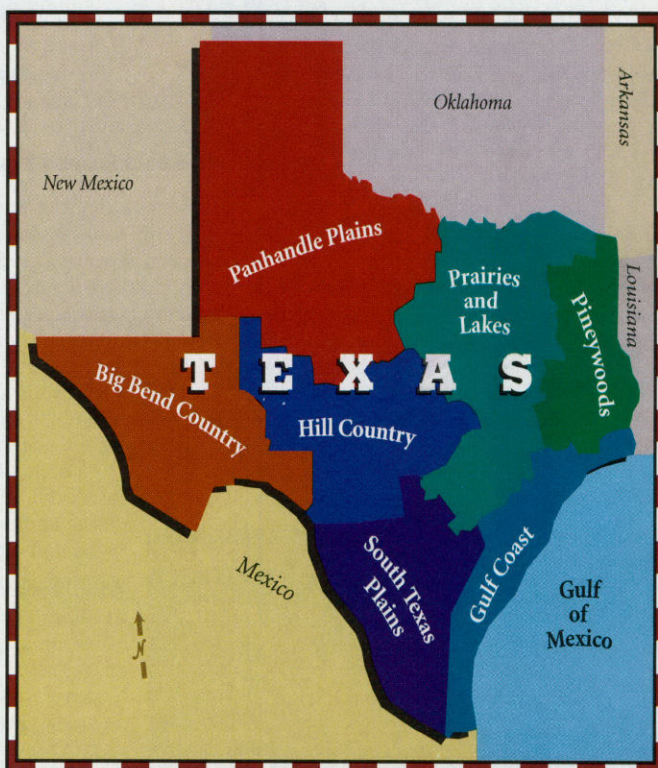 Oklahoma
Arkansas
New Mexico
Panhandle Plains
Prairies
and
Lakes
Louisiana
Pineywoods
TEXAS
Big Bend Country
Hill Country
South Texas
Plains
Gulf Coast
Mexico
Gulf
of
Mexico
N